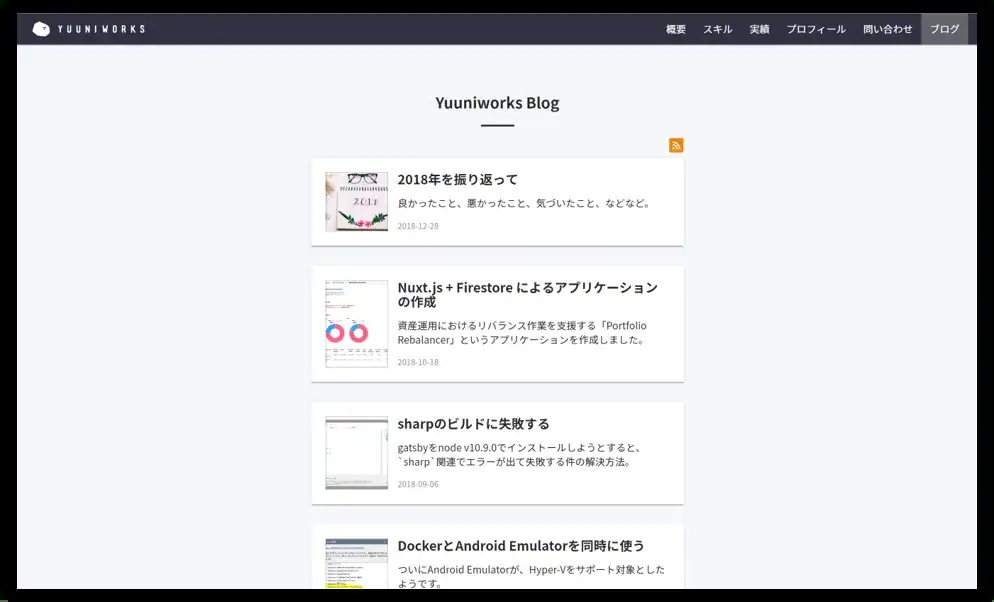 YUUNIWORKS
概要 スキル 実績 プロフィール 問い合わせ ブログ
Yuuniworks Blog
2018年を振り返って
良かったこと、悪かったこと、気づいたこと、などなど。
2018-12-28
2018
Nuxt.js + Firestore によるアプリケーション
の作成
資産運用におけるリバランス作業を支援する「Portfolio
Rebalancer」というアプリケーションを作成しました。
2018-10-18
sharpのビルドに失敗する
gatsbyをnode v10.9.0でインストールしようとすると、
`sharp`関連でエラーが出て失敗する件の解決方法。
2018-09-06
DockerとAndroid Emulatorを同時に使う
ついにAndroid Emulatorが、Hyper-Vをサポート対象とした
ようです。